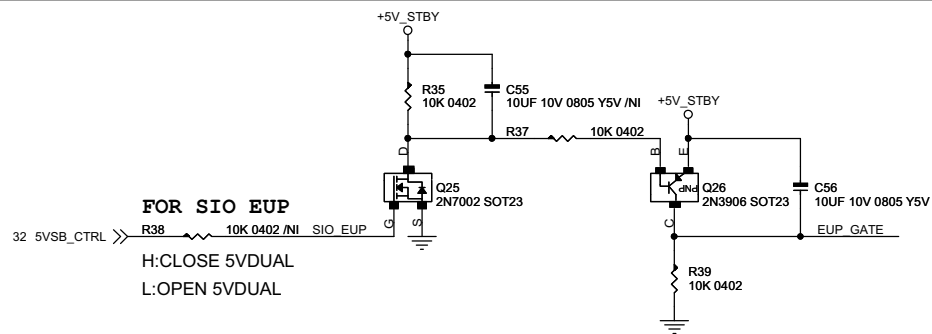 +5V_STBY
R35
10K 0402
C55
10UF 10V 0805 Y5V /NI
+5V_STBY
R37 10K 0402
D
B
E
Q25
2N7002 SOT23
PNP
Q26
2N3906 SOT23
C56
10UF 10V 0805 Y5V
FOR SIO EUP
G
S
C
32 5VSB_CTRL R38 10K 0402 /NI SIO_EUP
EUP_GATE
H:CLOSE 5VDUAL
L:OPEN 5VDUAL
R39
10K 0402